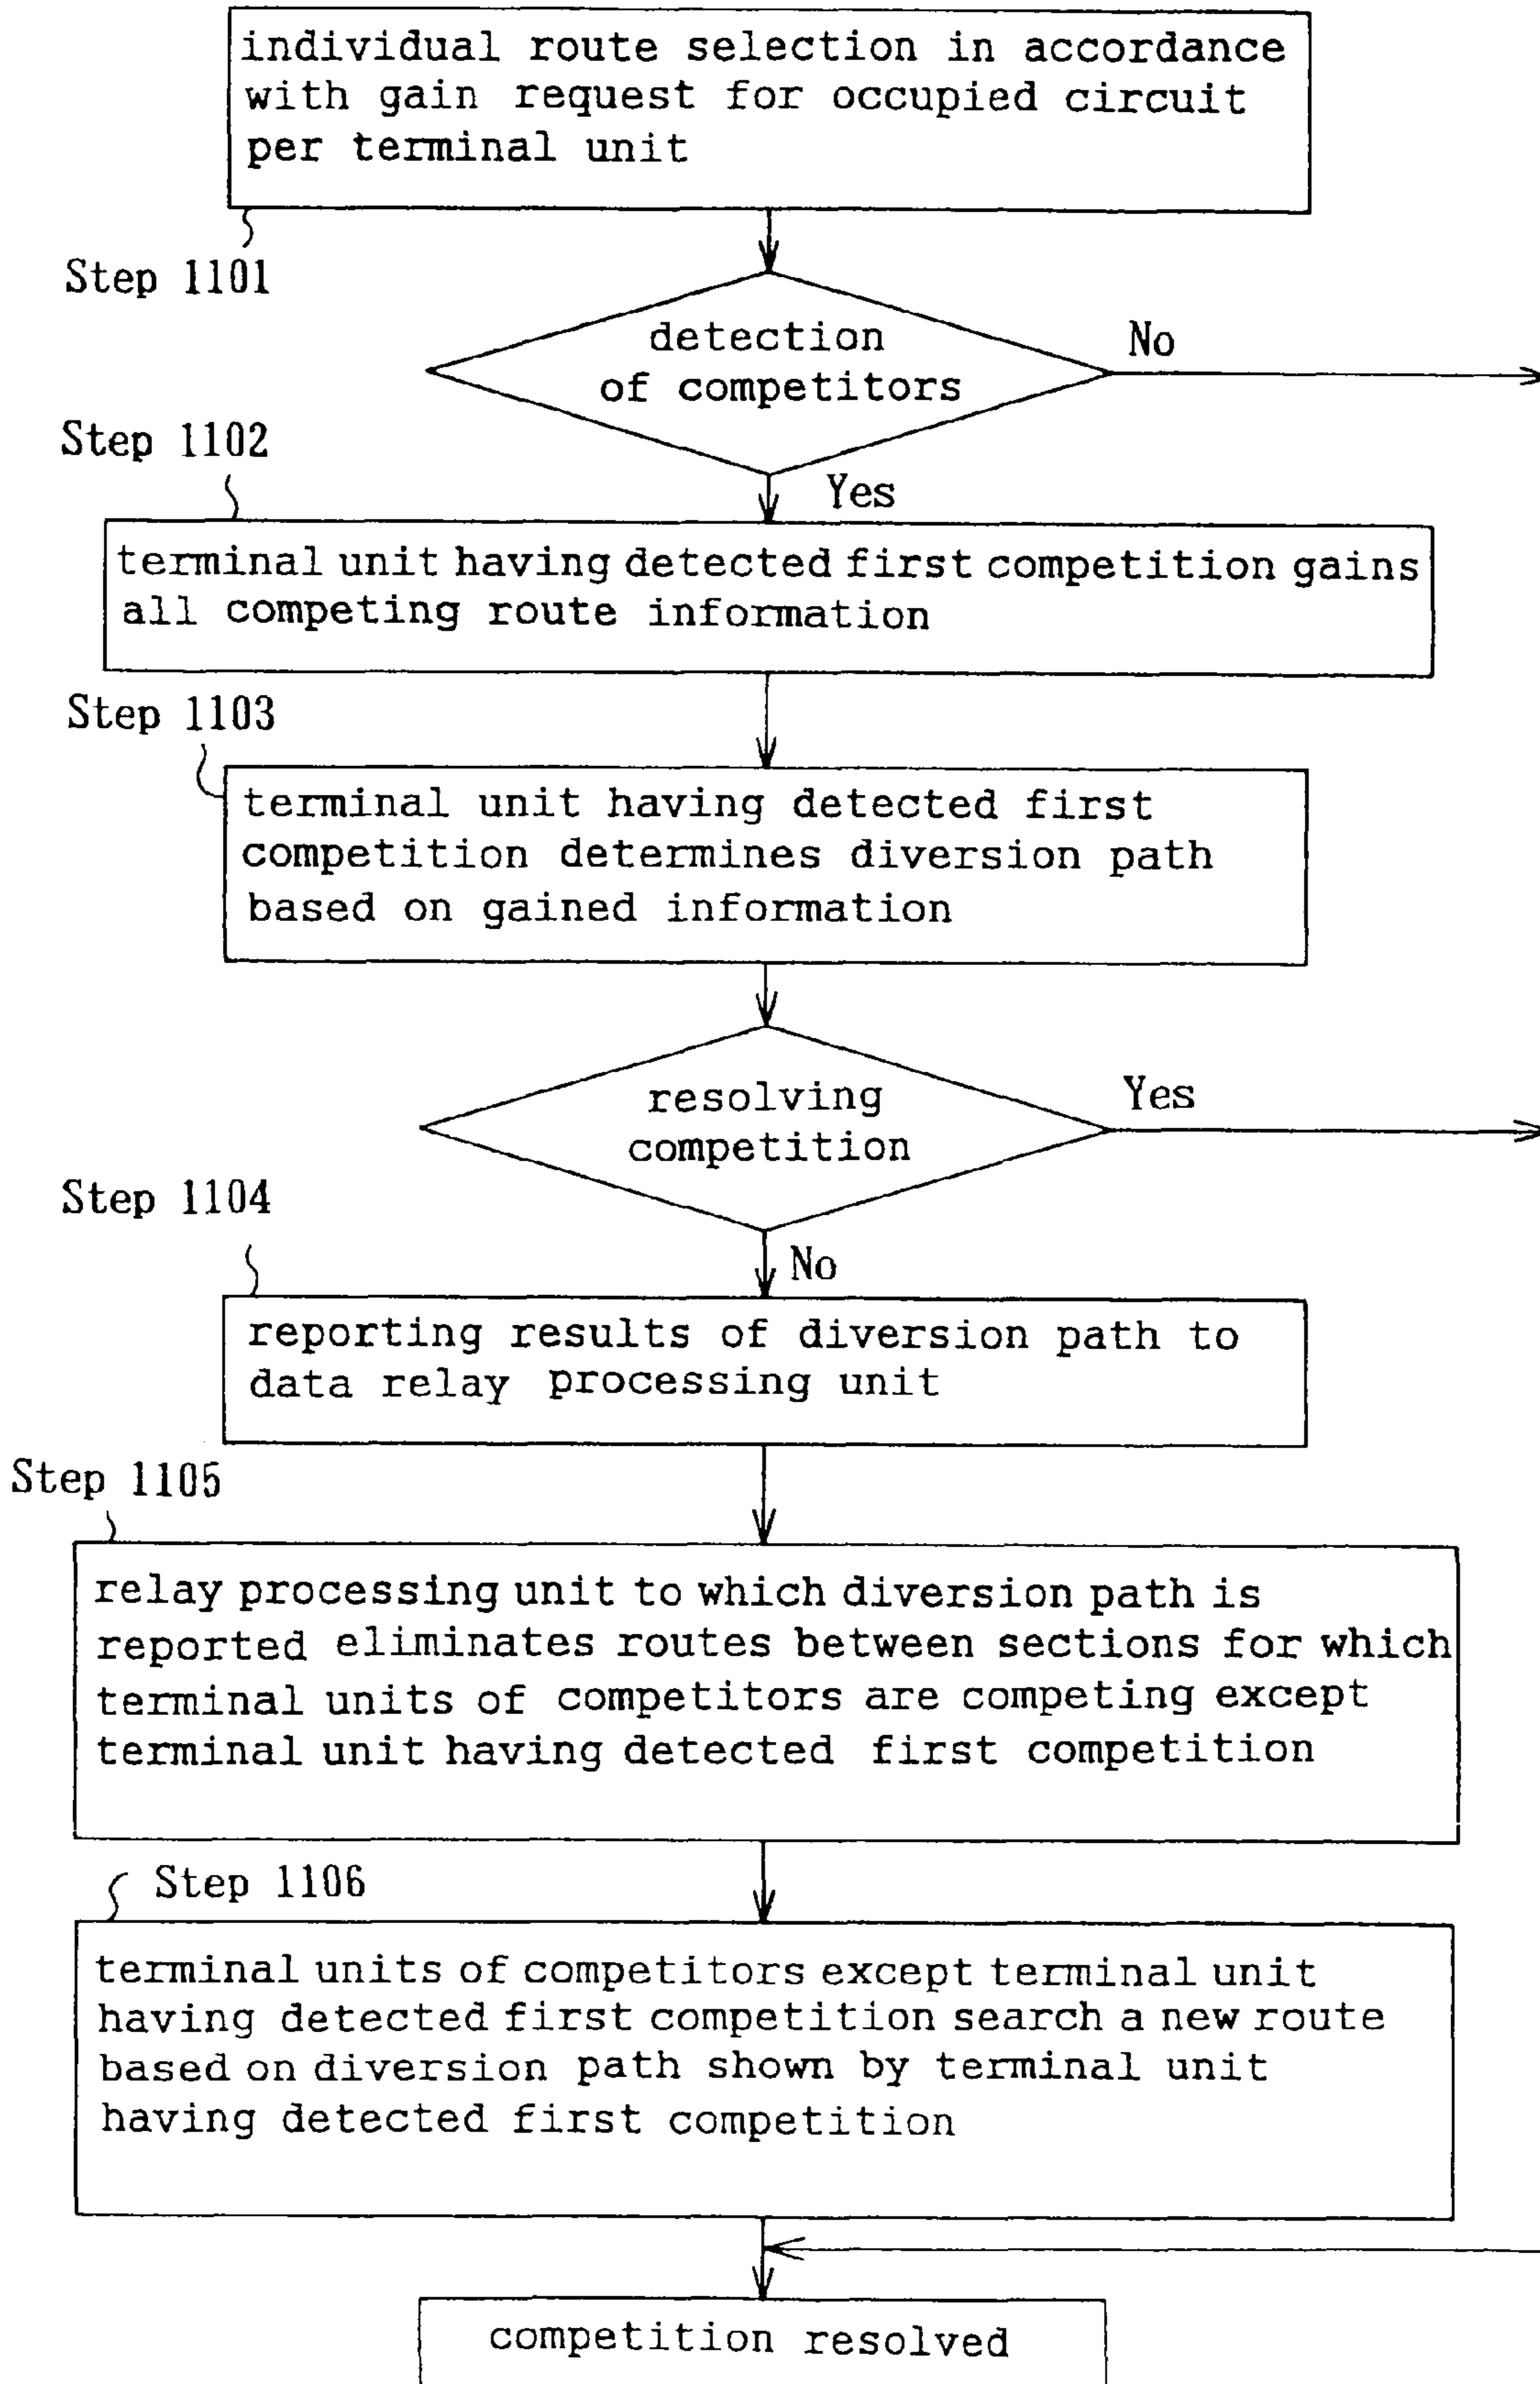 individual route selection in accordance
with gain request for occupied circuit
per terminal unit
Step 1101
detection
of competitors
No
Step 1102
Yes
terminal unit having detected first competition gains
all competing route information
Step 1103
terminal unit having detected first
competition determines diversion path
based on gained information
resolving
competition
Yes
Step 1104
No
reporting results of diversion path to
data relay processing unit
Step 1105
relay processing unit to which diversion path is
reported eliminates routes between sections for which
terminal units of competitors are competing except
terminal unit having detected first competition
Step 1106
terminal units of competitors except terminal unit
having detected first competition search a new route
based on diversion path shown by terminal unit
having detected first competition
competition resolved